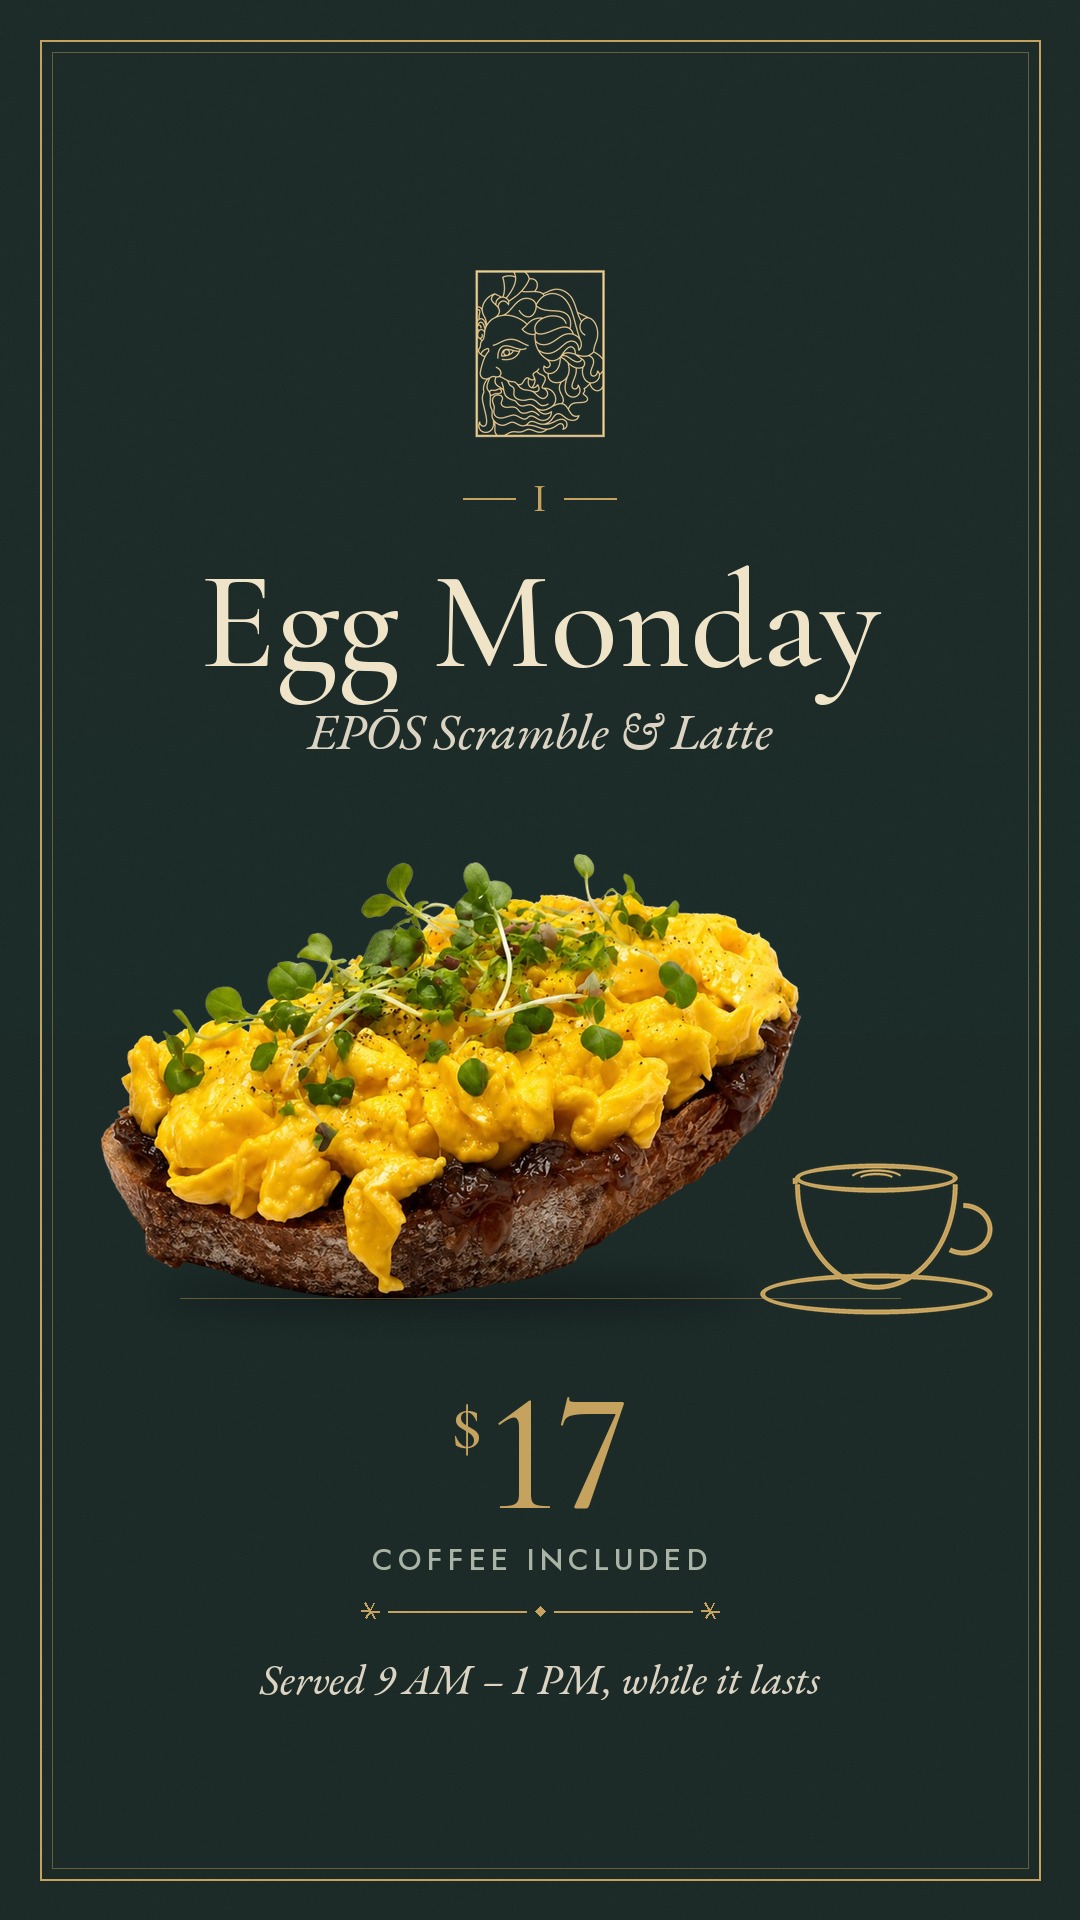 I
Egg Monday
EPŌS Scramble & Latte
$17
COFFEE INCLUDED
Served 9 AM – 1 PM, while it lasts